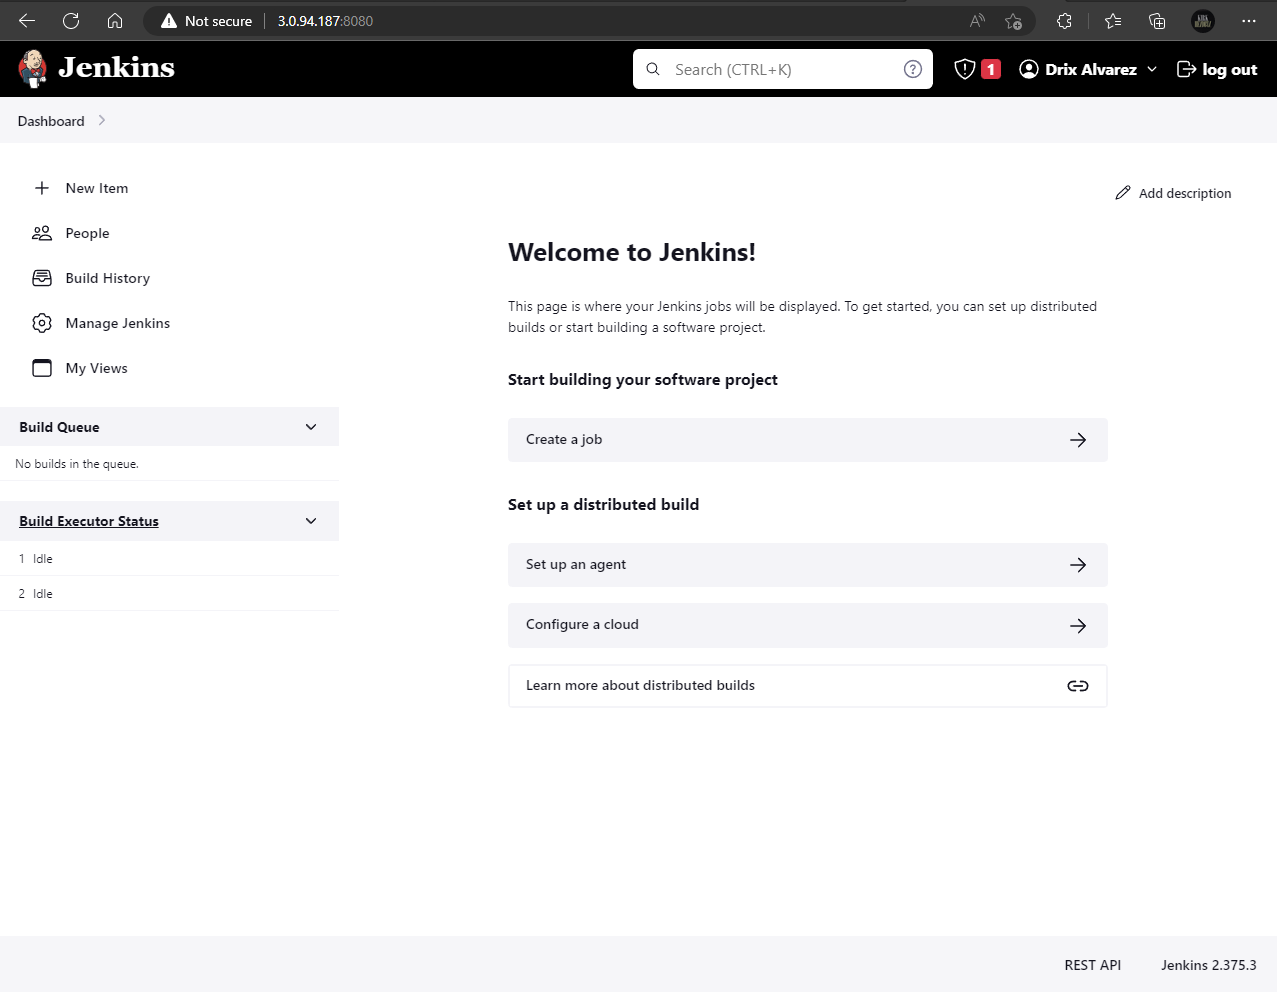 Not secure
3.0.94.187:8080
Jenkins
Search (CTRL+K)
1
Drix Alvarez
log out
Dashboard
New Item
People
Build History
Manage Jenkins
My Views
Build Queue
No builds in the queue.
Build Executor Status
1 Idle
2 Idle
Add description
Welcome to Jenkins!
This page is where your Jenkins jobs will be displayed. To get started, you can set up distributed
builds or start building a software project.
Start building your software project
Create a job
Set up a distributed build
Set up an agent
Configure a cloud
Learn more about distributed builds
REST API
Jenkins 2.375.3